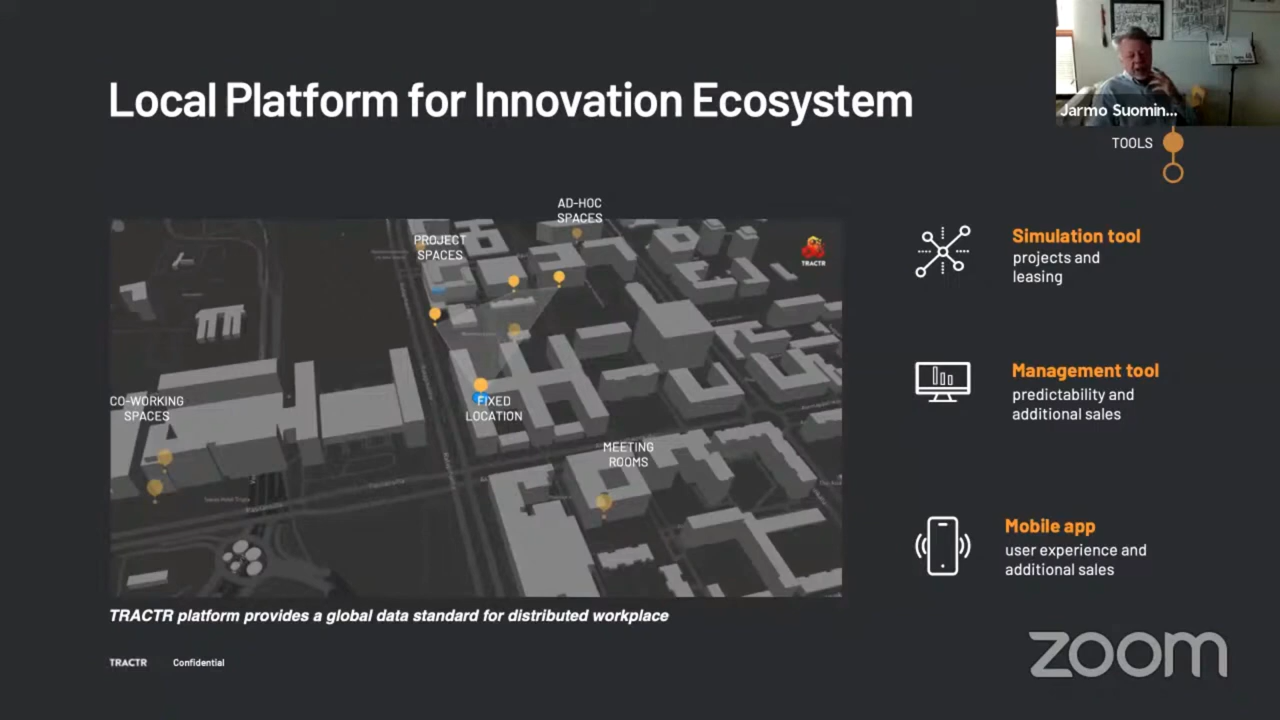 Local Platform for Innovation Ecosystem
Jarmo Suomin...
TOOLS
AD-HOC
SPACES
PROJECT
SPACES
TRACTR
CO-WORKING
SPACES
FIXED
LOCATION
MEETING
ROOMS
Simulation tool
projects and
leasing
Management tool
predictability and
additional sales
Mobile app
user experience and
additional sales
TRACTR platform provides a global data standard for distributed workplace
TRACTR Confidential
zoom